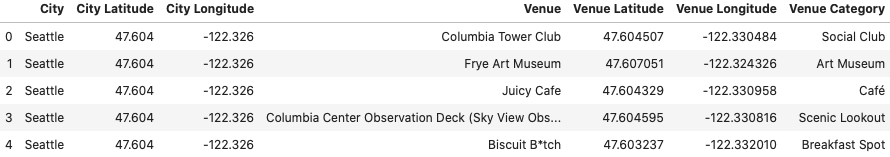 City City Latitude City Longitude Venue Venue Latitude Venue Longitude Venue Category
0 Seattle 47.604 -122.326 Columbia Tower Club 47.604507 -122.330484 Social Club
1 Seattle 47.604 -122.326 Frye Art Museum 47.607051 -122.324326 Art Museum
2 Seattle 47.604 -122.326 Juicy Cafe 47.604329 -122.330958 Café
3 Seattle 47.604 -122.326 Columbia Center Observation Deck (Sky View Obs... 47.604595 -122.330816 Scenic Lookout
4 Seattle 47.604 -122.326 Biscuit B*tch 47.603237 -122.332010 Breakfast Spot